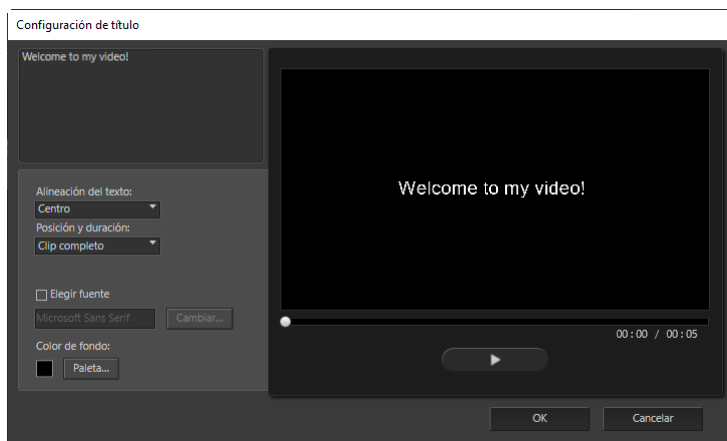 Configuración de título
Welcome to my video!
Welcome to my video!
Alineación del texto:
Centro
Posición y duración:
Clip completo
Elegir fuente
Microsoft Sans Serif
Cambiar...
Color de fondo:
Paleta...
00:00 / 00:05
OK
Cancelar